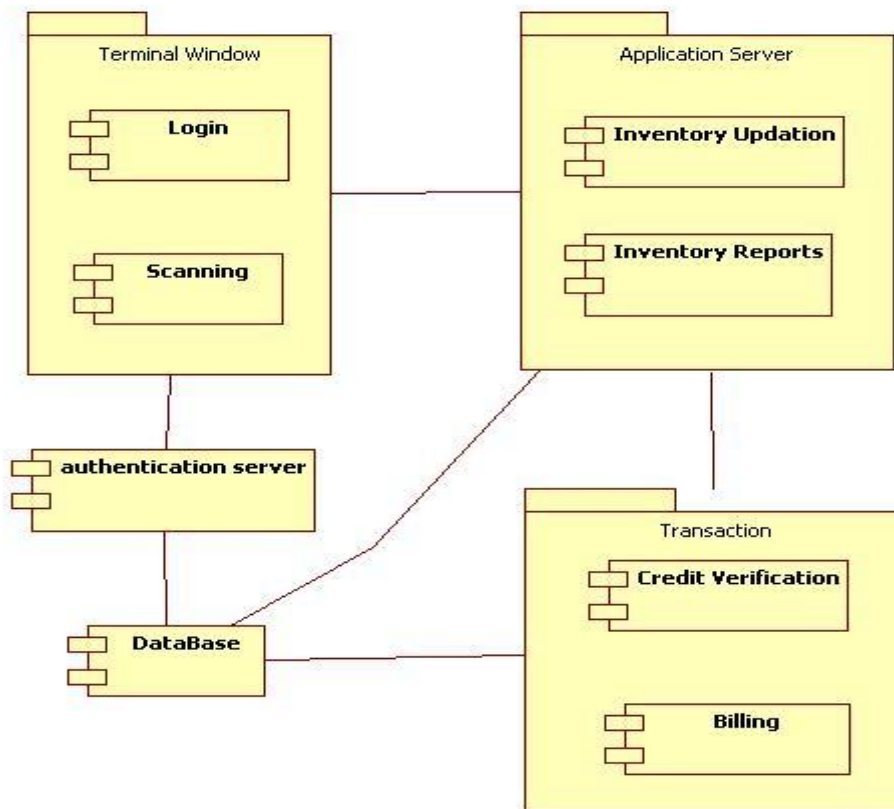 Terminal Window
Login
Scanning
Application Server
Inventory Updation
Inventory Reports
authentication server
DataBase
Transaction
Credit Verification
Billing